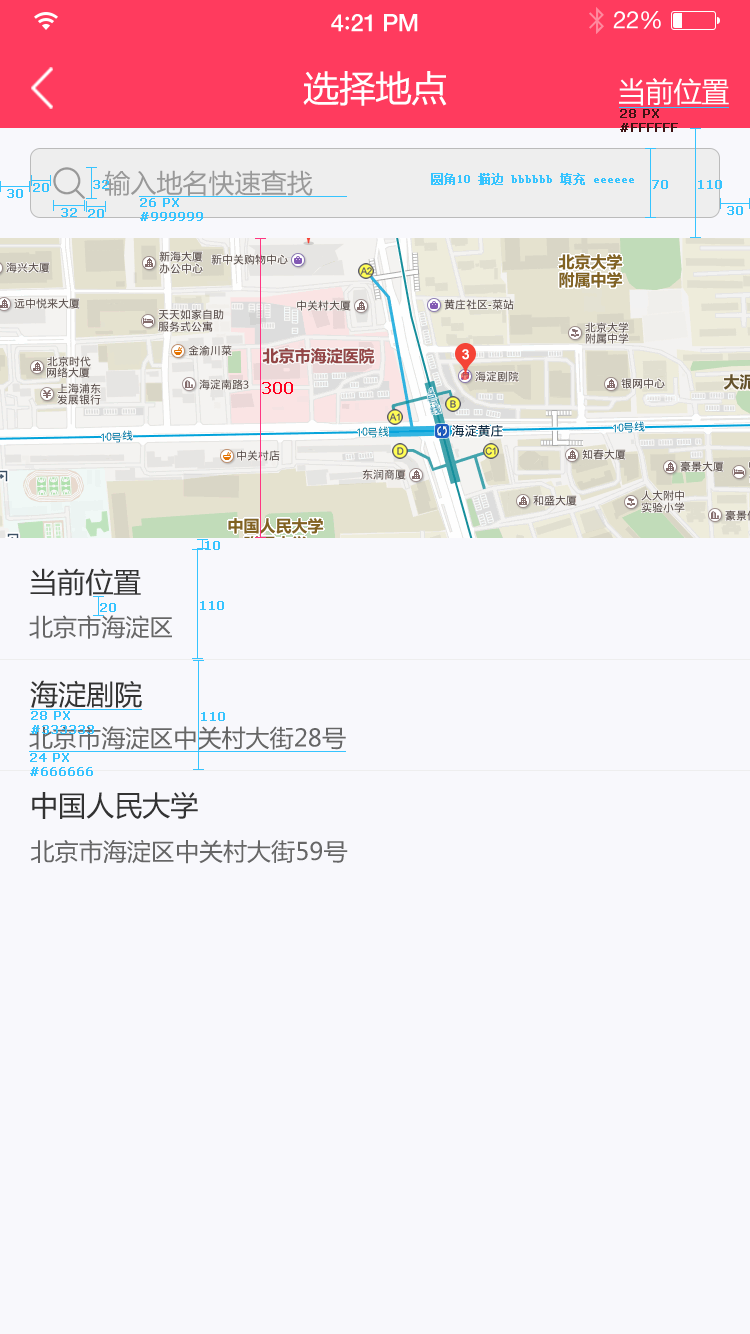 4:21 PM
22%
选择地点
当前位置
28 PX
#FFFFFF
输入地名快速查找
圆角10 描边 bbbbbb 填充 eeeeee
30
20
32
32
20
26 PX
#999999
70
110
30
海兴大厦
新海大厦
办公中心
新中关购物中心
A2
北京大学
附属中学
远中悦来大厦
天天如家自助
服务式公寓
中关村大厦
黄庄社区-菜站
北京大学
附属中学
金渝川菜
北京市海淀医院
3
海淀剧院
北京时代
网络大厦
海淀南路3
300
银网中心
大泥
上海浦东
发展银行
A1
B
10号线
10号线
海淀黄庄
10号线
中关村店
D
C1
知春大厦
东润商厦
豪景大厦
和盛大厦
人大附中
实验小学
豪景
中国人民大学
10
当前位置
20
110
北京市海淀区
海淀剧院
28 PX
#333333
110
北京市海淀区中关村大街28号
24 PX
#666666
中国人民大学
北京市海淀区中关村大街59号